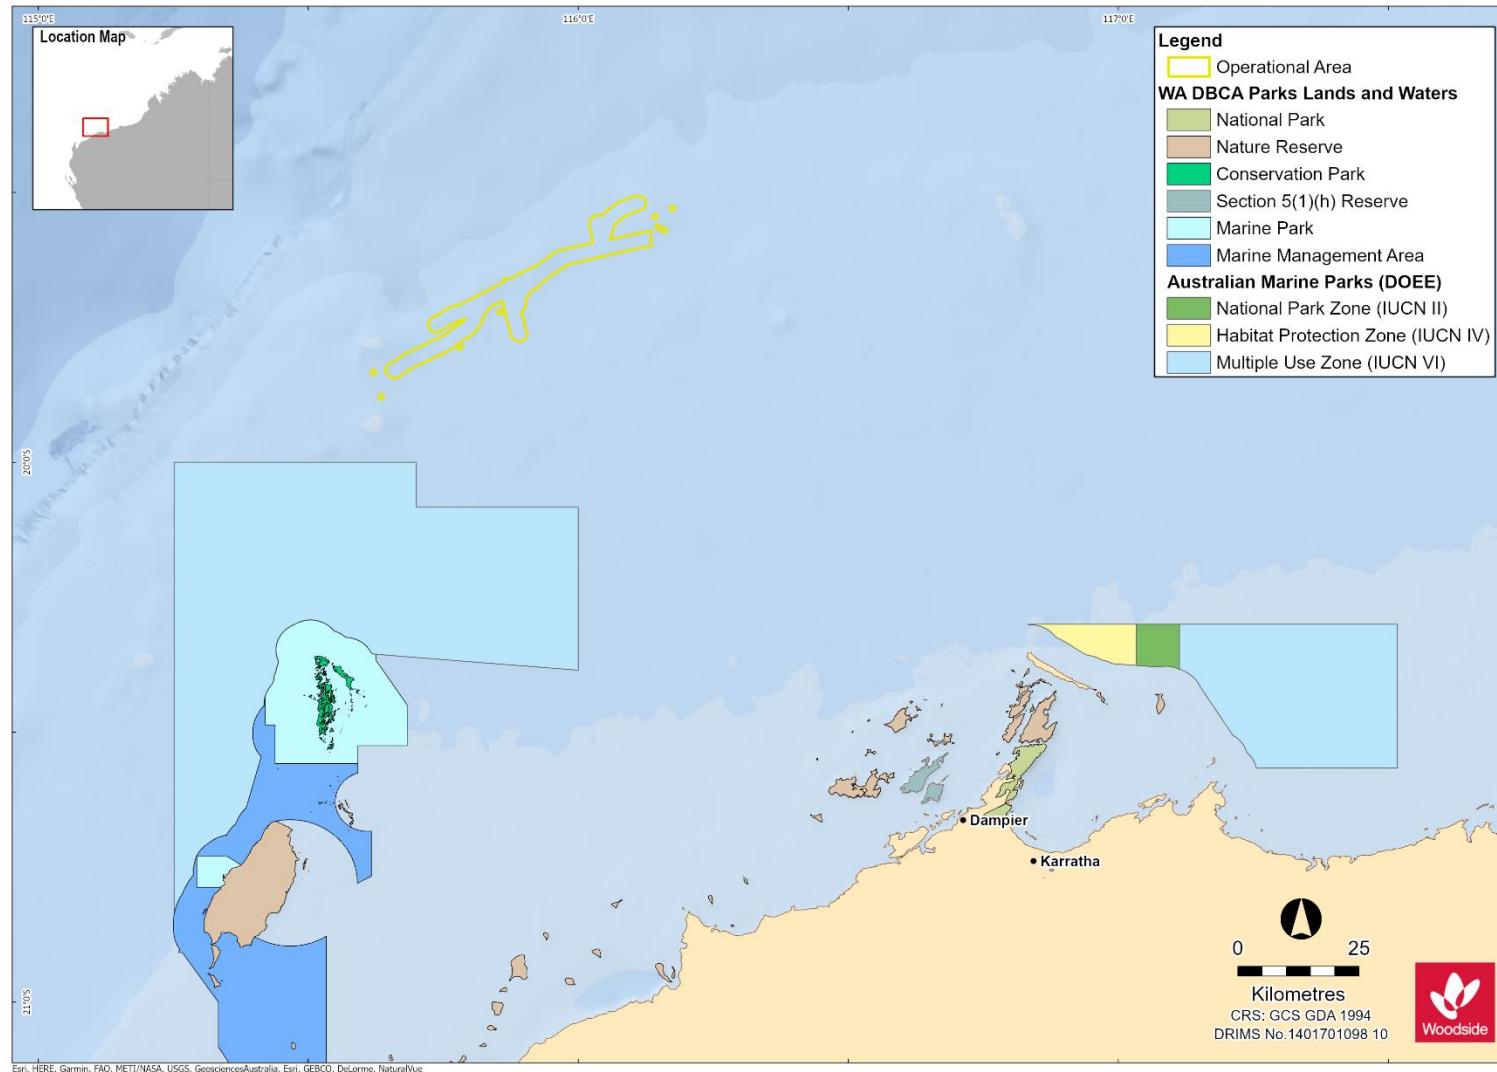 115°0'E
116°0'E
117°0'E
Location Map
Legend
Operational Area
WA DBCA Parks Lands and Waters
National Park
Nature Reserve
Conservation Park
Section 5(1)(h) Reserve
Marine Park
Marine Management Area
Australian Marine Parks (DOEE)
National Park Zone (IUCN II)
Habitat Protection Zone (IUCN IV)
Multiple Use Zone (IUCN VI)
20°0'S
Dampier
Karratha
21°0'S
0 25
Kilometres
CRS: GCS GDA 1994
DRIMS No.1401701098 10
Woodside
Esri, HERE, Garmin, FAO, METI/NASA, USGS, GeosciencesAustralia, Esri, GEBCO, DeLorme, NaturalVue